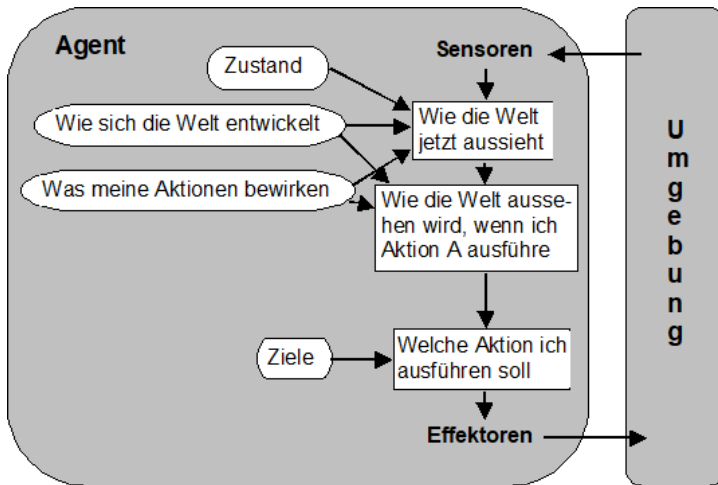 Agent
Sensoren
Zustand
Wie sich die Welt entwickelt
Wie die Welt
jetzt aussieht
Was meine Aktionen bewirken
Wie die Welt ausse-
hen wird, wenn ich
Aktion A ausführe
Ziele
Welche Aktion ich
ausführen soll
Effektoren
Umgebung